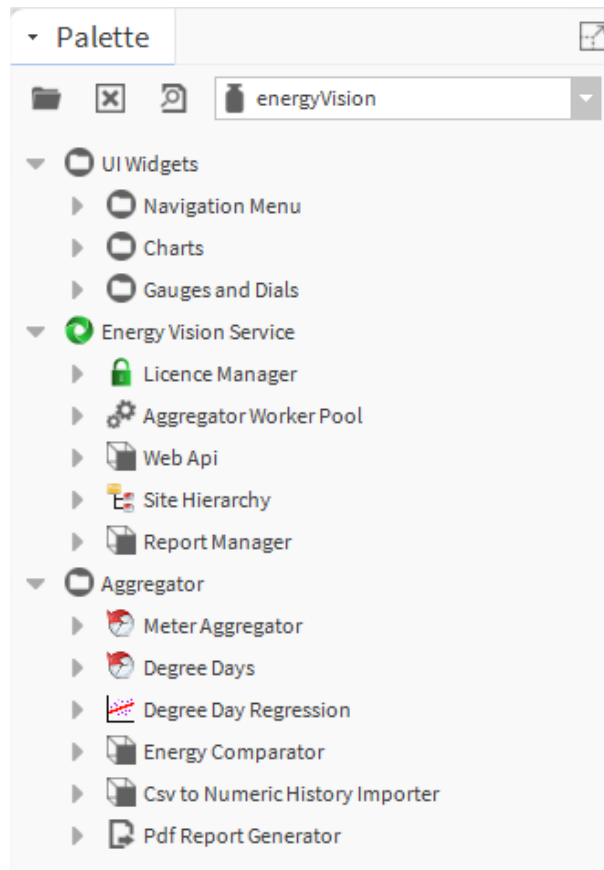 Palette
energyVision
UI Widgets
Navigation Menu
Charts
Gauges and Dials
Energy Vision Service
Licence Manager
Aggregator Worker Pool
Web Api
Site Hierarchy
Report Manager
Aggregator
Meter Aggregator
Degree Days
Degree Day Regression
Energy Comparator
Csv to Numeric History Importer
Pdf Report Generator